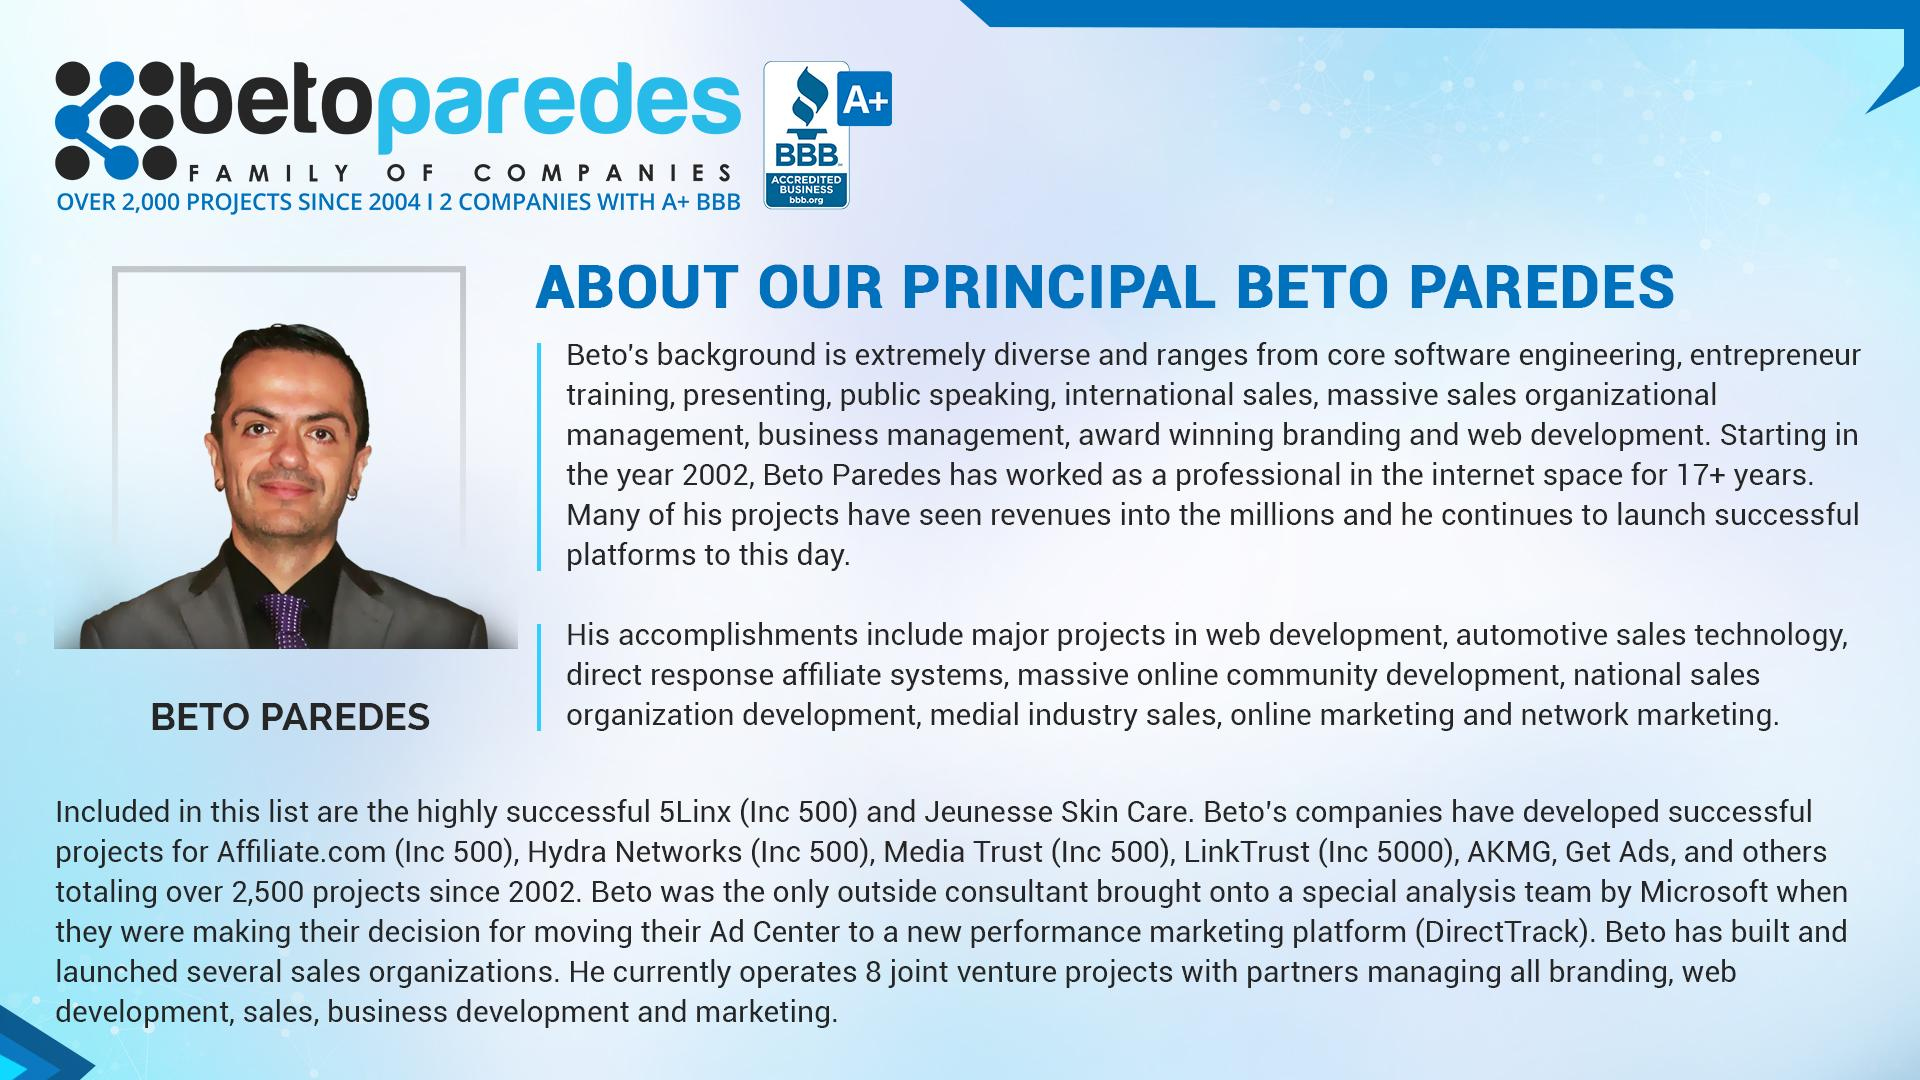 betoparedes
FAMILY OF COMPANIES
OVER 2,000 PROJECTS SINCE 2004 I 2 COMPANIES WITH A+ BBB
A+
BBB
ACCREDITED
BUSINESS
bbb.org
ABOUT OUR PRINCIPAL BETO PAREDES
Beto's background is extremely diverse and ranges from core software engineering, entrepreneur
training, presenting, public speaking, international sales, massive sales organizational
management, business management, award winning branding and web development. Starting in
the year 2002, Beto Paredes has worked as a professional in the internet space for 17+ years.
Many of his projects have seen revenues into the millions and he continues to launch successful
platforms to this day.
His accomplishments include major projects in web development, automotive sales technology,
direct response affiliate systems, massive online community development, national sales
organization development, medial industry sales, online marketing and network marketing.
BETO PAREDES
Included in this list are the highly successful 5Linx (Inc 500) and Jeunesse Skin Care. Beto's companies have developed successful
projects for Affiliate.com (Inc 500), Hydra Networks (Inc 500), Media Trust (Inc 500), LinkTrust (Inc 5000), AKMG, Get Ads, and others
totaling over 2,500 projects since 2002. Beto was the only outside consultant brought onto a special analysis team by Microsoft when
they were making their decision for moving their Ad Center to a new performance marketing platform (DirectTrack). Beto has built and
launched several sales organizations. He currently operates 8 joint venture projects with partners managing all branding, web
development, sales, business development and marketing.